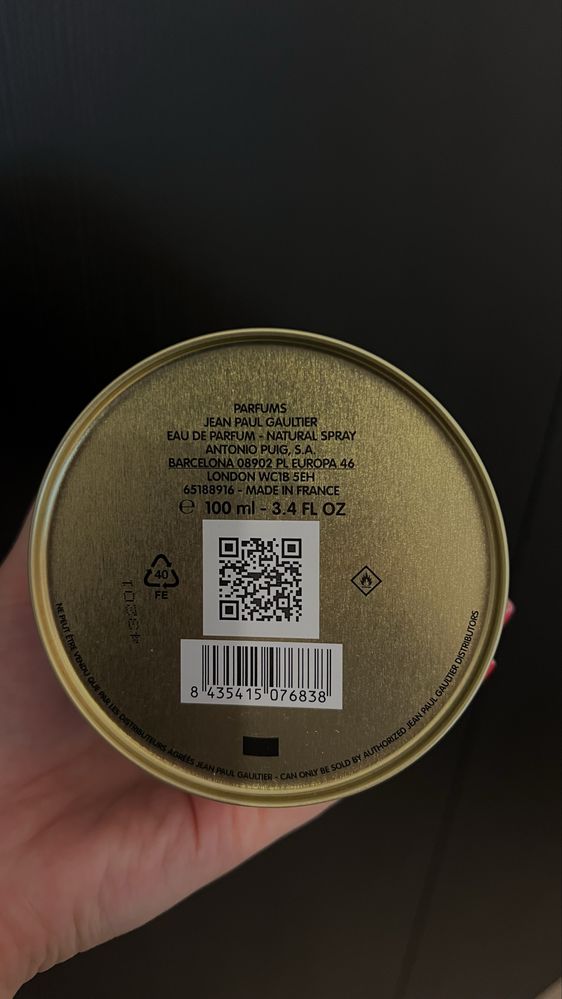 PARFUMS
JEAN PAUL GAULTIER
EAU DE PARFUM - NATURAL SPRAY
ANTONIO PUIG, S.A.
BARCELONA 08902 PL EUROPA 46
LONDON WC1B 5EH
65188916 - MADE IN FRANCE
℮ 100 ml - 3.4 FL OZ
40
FE
43201
8 435415 076838
NE PEUT ÊTRE VENDU QUE PAR LES DISTRIBUTEURS AGRÉÉS JEAN PAUL GAULTIER - CAN ONLY BE SOLD BY AUTHORIZED JEAN PAUL GAULTIER DISTRIBUTORS